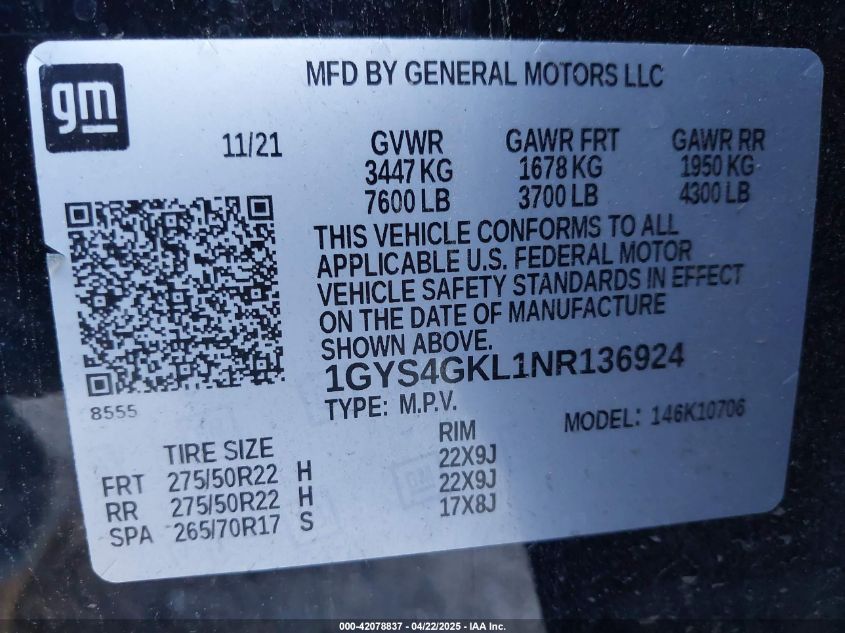 gm
MFD BY GENERAL MOTORS LLC
11/21
GVWR GAWR FRT GAWR RR
3447 KG 1678 KG 1950 KG
7600 LB 3700 LB 4300 LB
THIS VEHICLE CONFORMS TO ALL
APPLICABLE U.S. FEDERAL MOTOR
VEHICLE SAFETY STANDARDS IN EFFECT
ON THE DATE OF MANUFACTURE
SHOWN ABOVE.
1GYS4GKL1NR136924
8555
TYPE: M.P.V.
MODEL: 146K10706
TIRE SIZE RIM
FRT 275/50R22 H 22X9J
RR 275/50R22 H 22X9J
SPA 265/70R17 S 17X8J
000-42078837 - 04/22/2025 - IAA Inc.